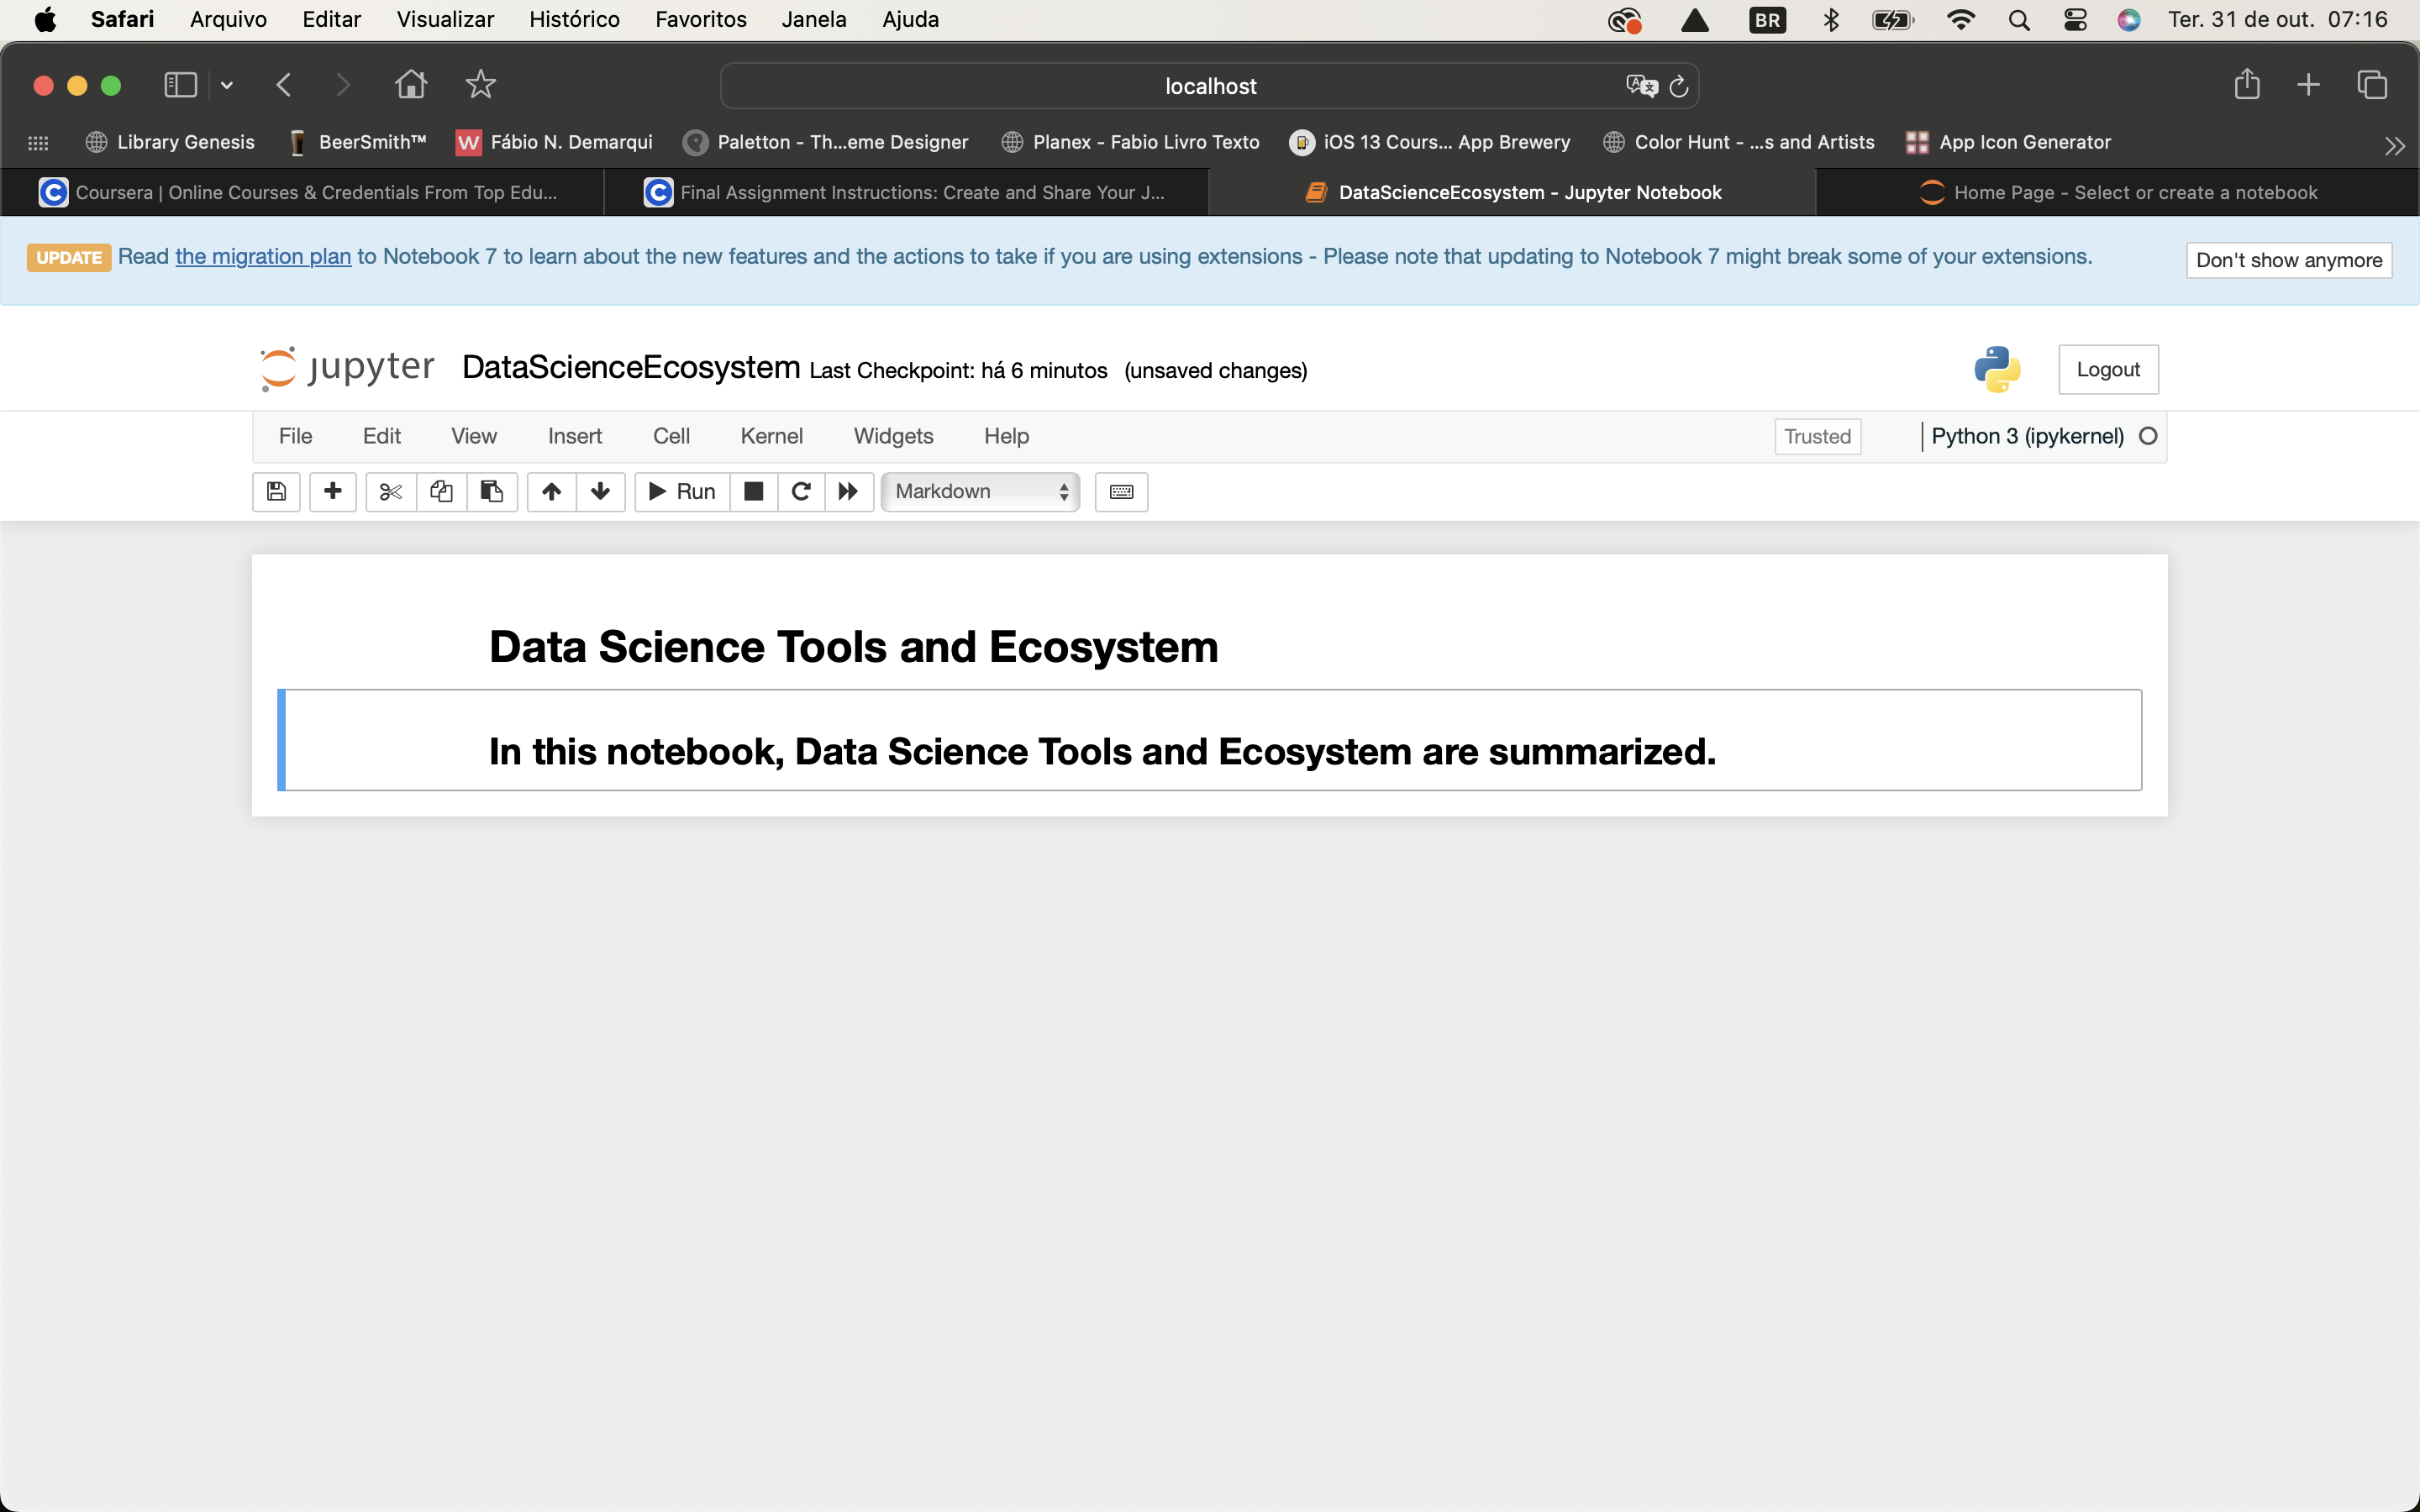 Safari Arquivo Editar Visualizar Histórico Favoritos Janela Ajuda BR Ter. 31 de out. 07:16
localhost
Library Genesis BeerSmith™ W Fábio N. Demarqui Paletton - Th...eme Designer Planex - Fabio Livro Texto iOS 13 Cours... App Brewery Color Hunt - ...s and Artists App Icon Generator
Coursera | Online Courses & Credentials From Top Edu... Final Assignment Instructions: Create and Share Your J... DataScienceEcosystem - Jupyter Notebook Home Page - Select or create a notebook
UPDATE Read the migration plan to Notebook 7 to learn about the new features and the actions to take if you are using extensions - Please note that updating to Notebook 7 might break some of your extensions. Don't show anymore
jupyter DataScienceEcosystem Last Checkpoint: há 6 minutos (unsaved changes) Logout
File Edit View Insert Cell Kernel Widgets Help Trusted Python 3 (ipykernel)
Run Markdown
Data Science Tools and Ecosystem
In this notebook, Data Science Tools and Ecosystem are summarized.